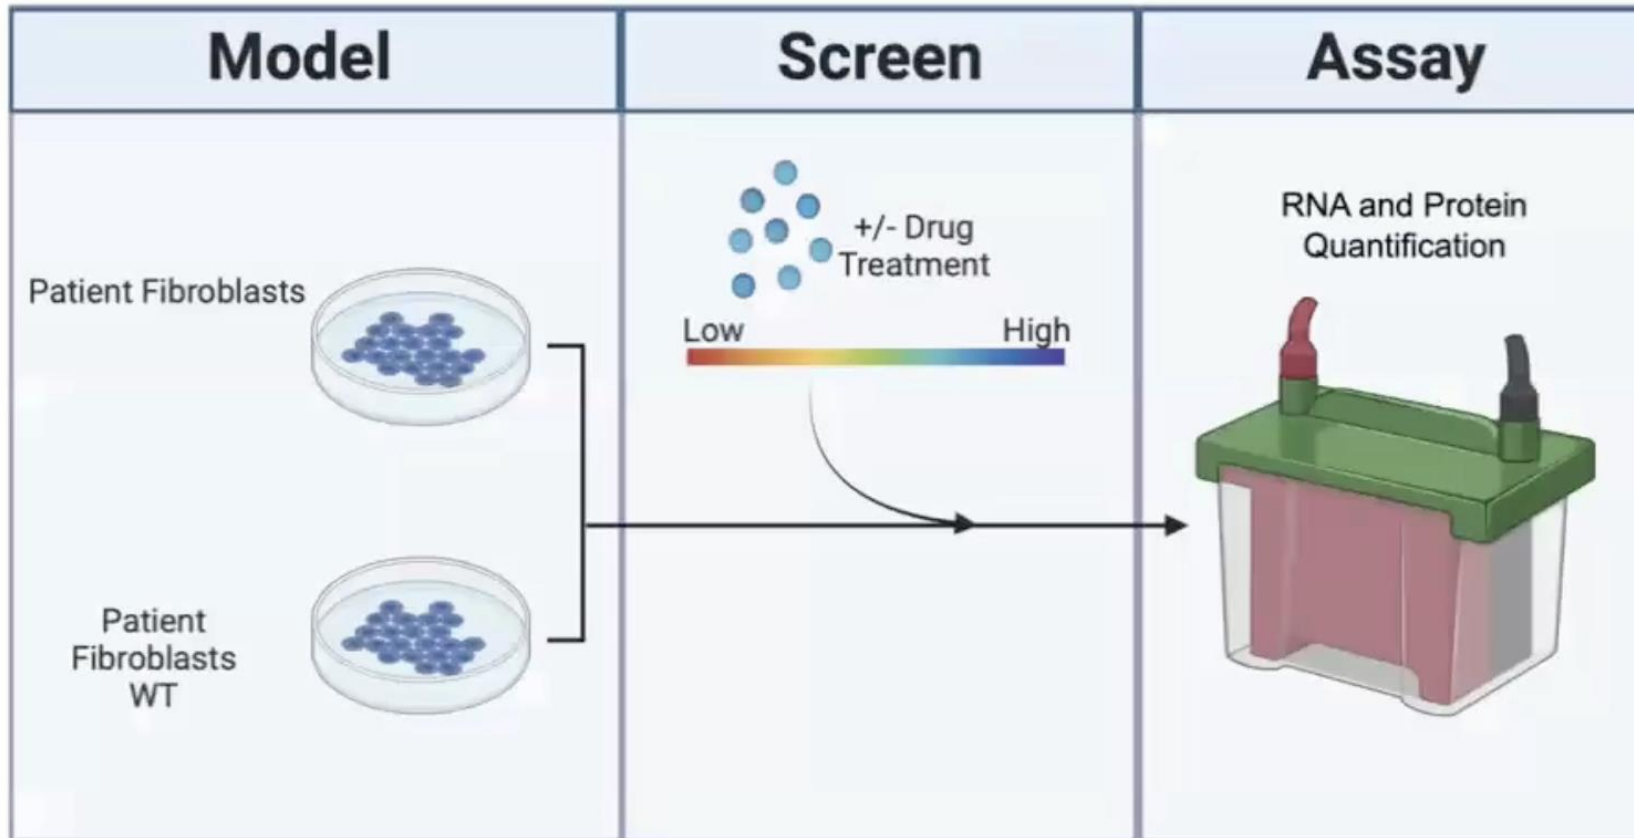 Model
Screen
Assay
Patient Fibroblasts
Patient
Fibroblasts
WT
+/- Drug
Treatment
Low
High
RNA and Protein
Quantification